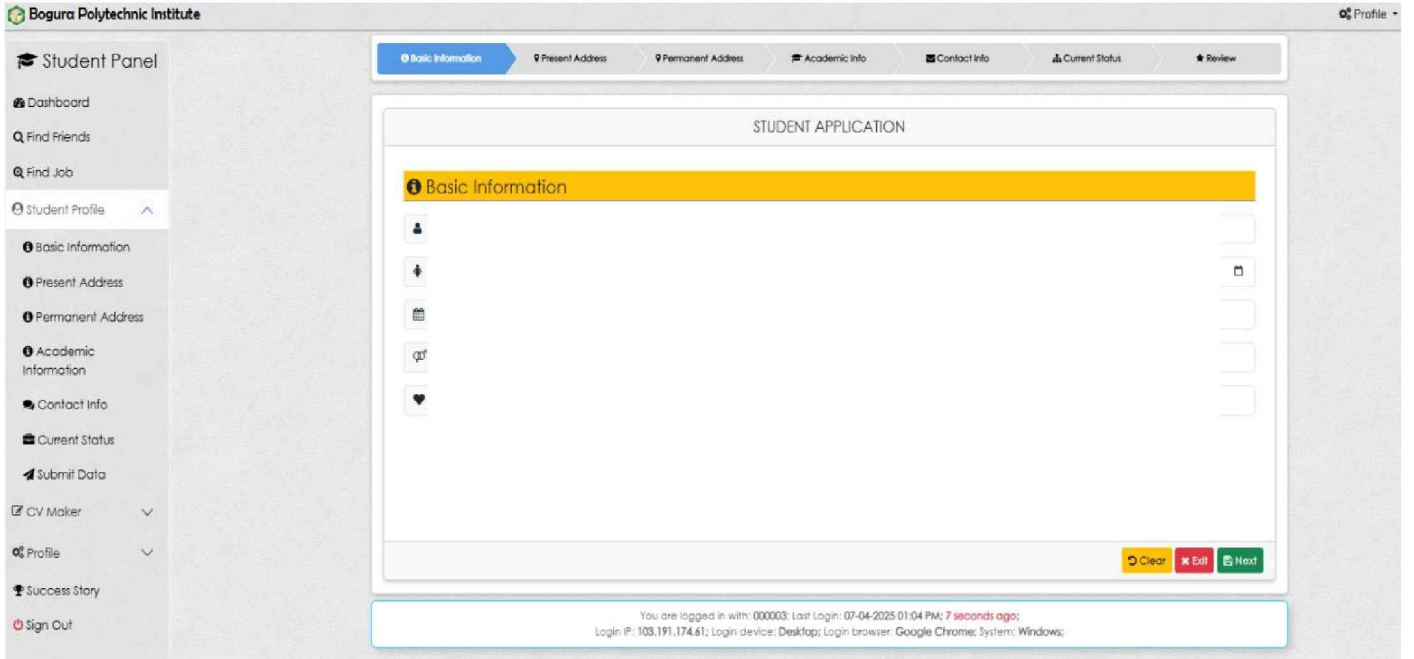 Bogura Polytechnic Institute
Profile
Student Panel
Dashboard
Find Friends
Find Job
Student Profile
Basic Information
Present Address
Permanent Address
Academic
Information
Contact Info
Current Status
Submit Data
CV Maker
Profile
Success Story
Sign Out
Basic Information
Present Address
Permanent Address
Academic Info
Contact Info
Current Status
Review
STUDENT APPLICATION
Basic Information
Clear
Exit
Next
You are logged in with: 000003; Last Login: 07-04-2025 01:04 PM; 7 seconds ago;
Login IP: 103.191.174.61; Login device: Desktop; Login browser: Google Chrome; System: Windows;